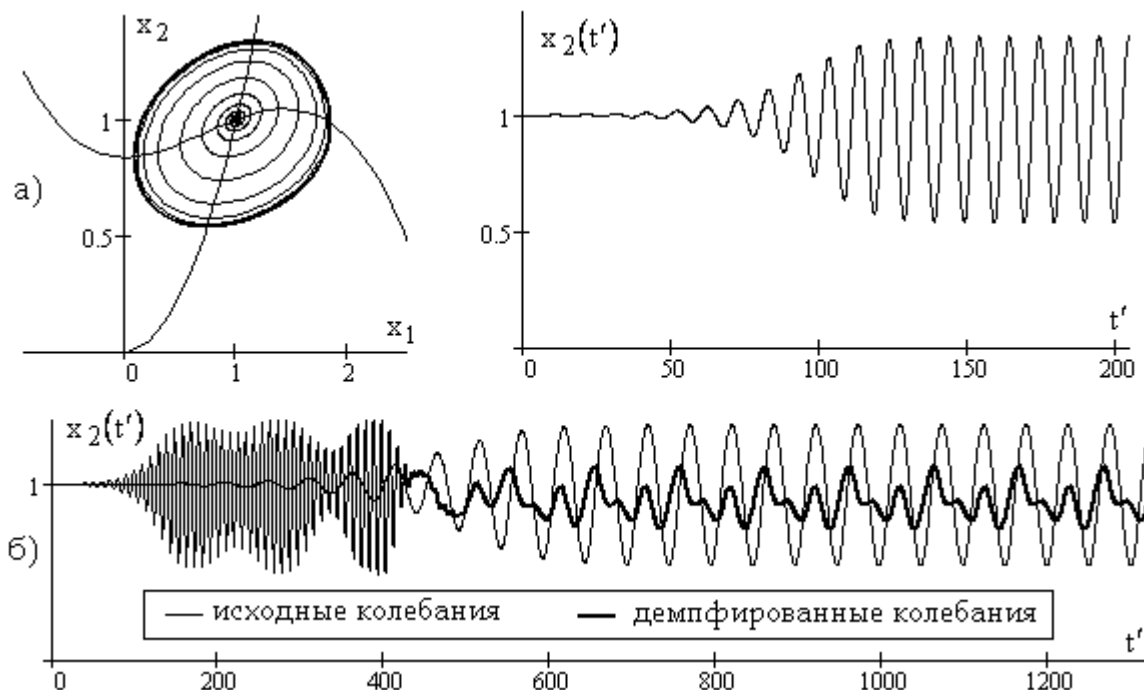 x₂
x₂(t′)
1
1
а)
0.5
0.5
x₁
t′
0
1
2
0
50
100
150
200
x₂(t′)
1
б)
исходные колебания
демпфированные колебания
t′
0
200
400
600
800
1000
1200